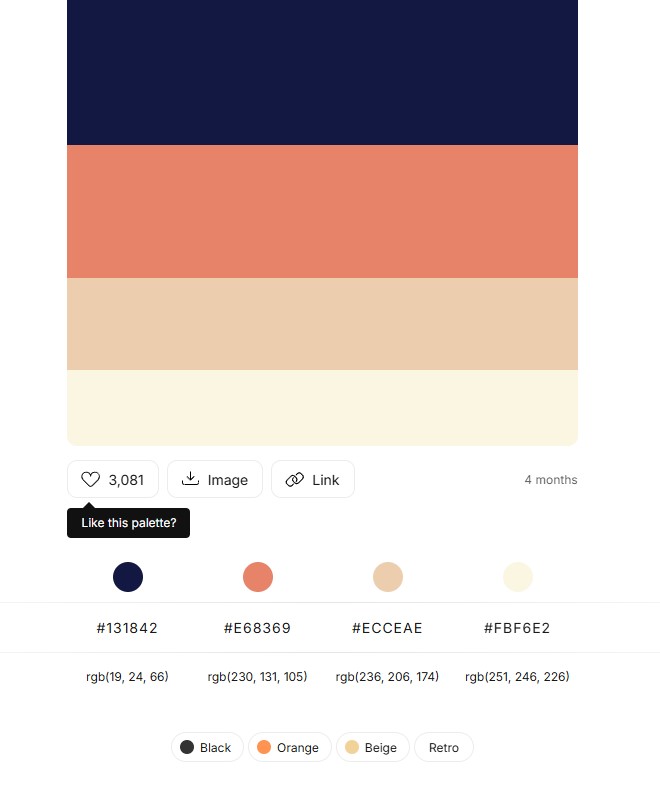 3,081 Image Link 4 months
Like this palette?
#131842 #E68369 #ECCEAE #FBF6E2
rgb(19, 24, 66) rgb(230, 131, 105) rgb(236, 206, 174) rgb(251, 246, 226)
Black Orange Beige Retro